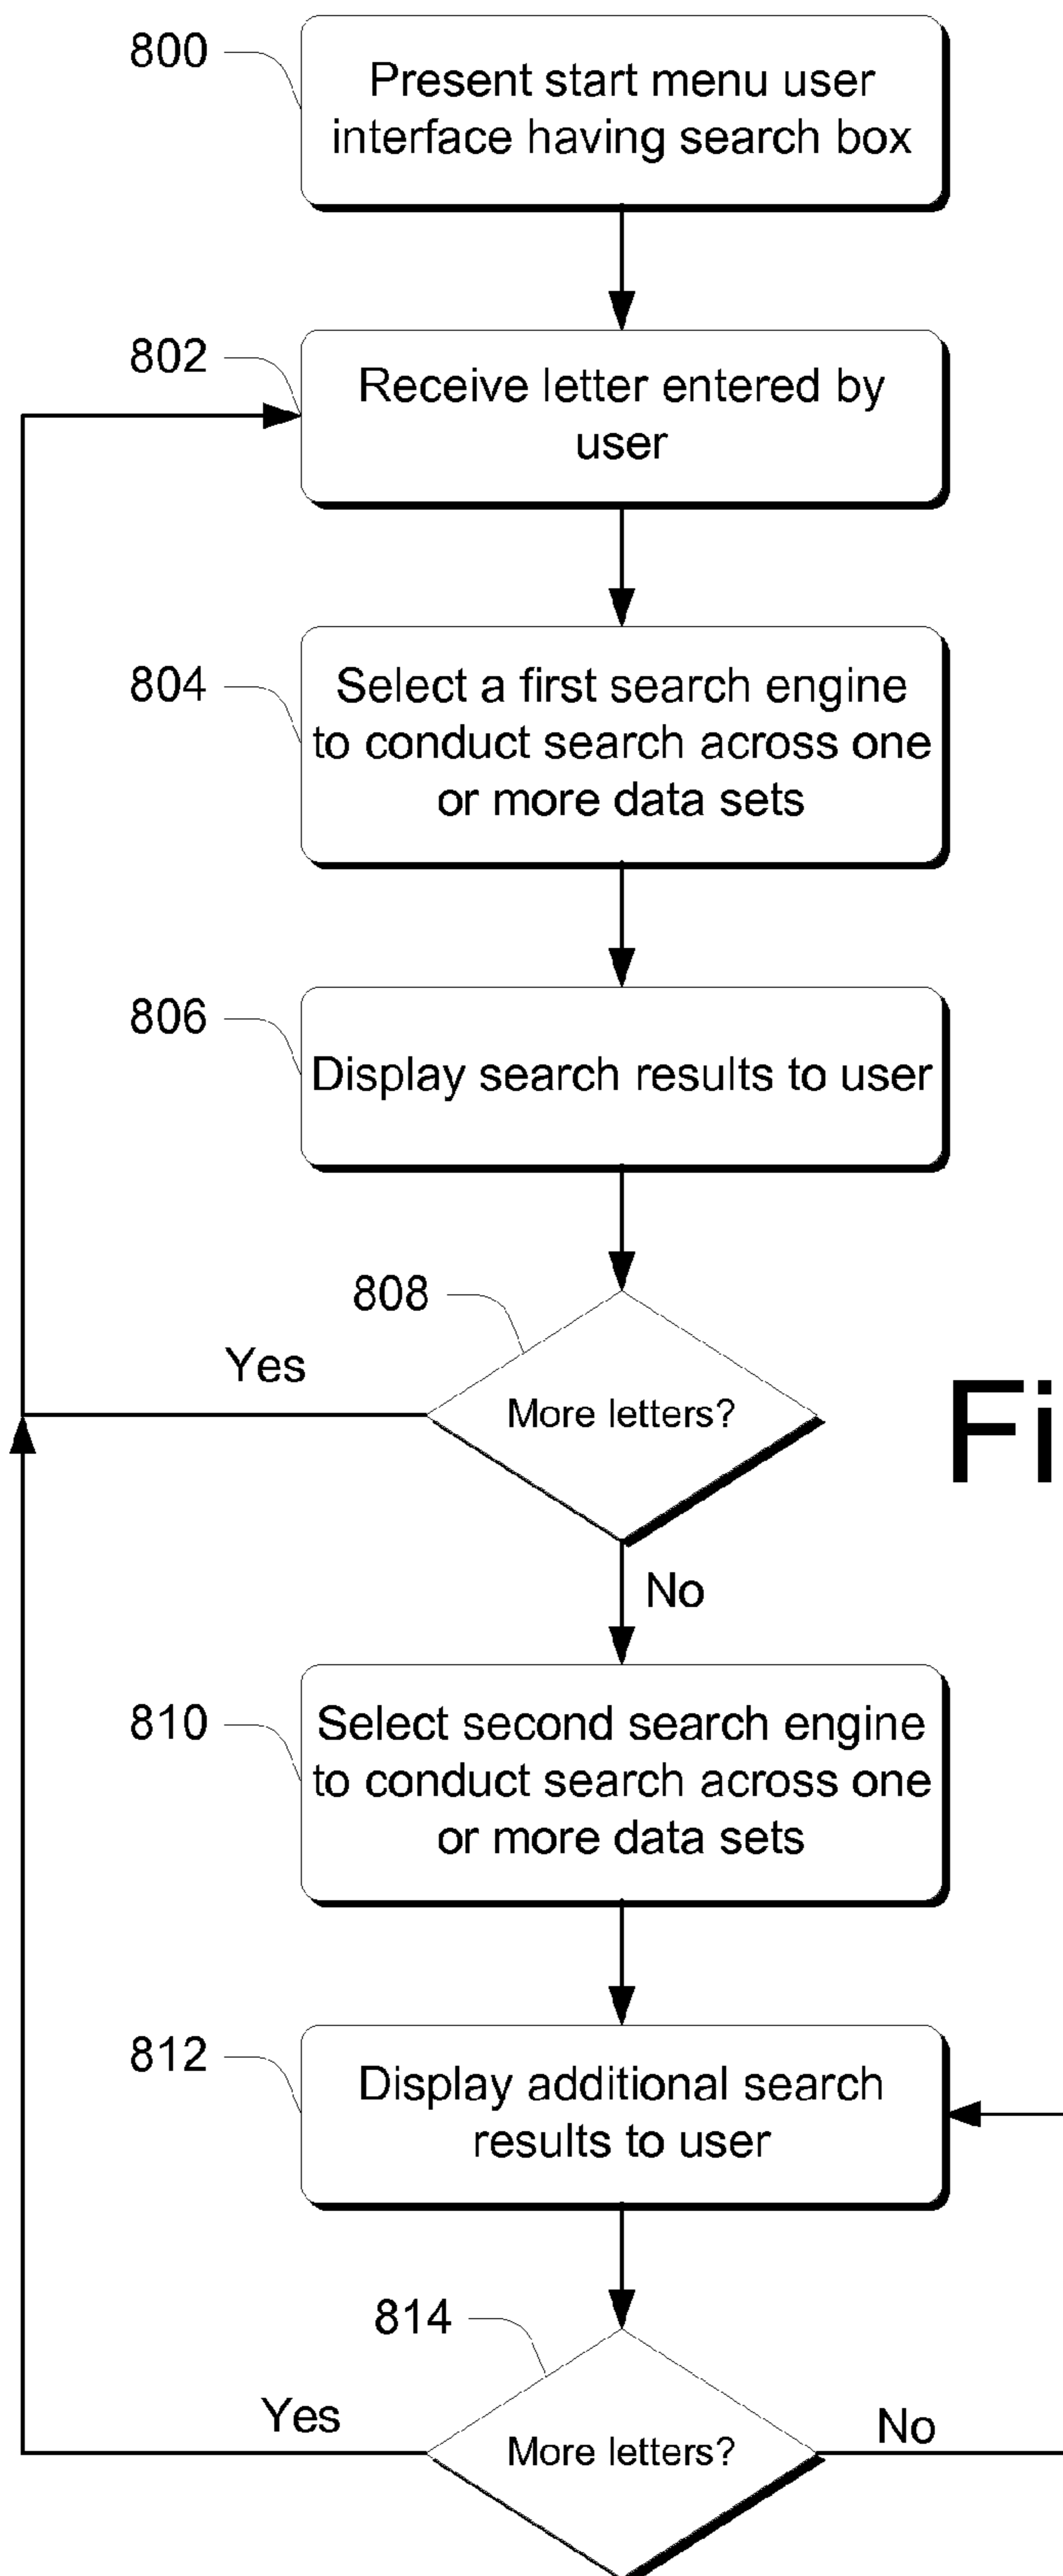 800
Present start menu user
interface having search box
802
Receive letter entered by
user
804
Select a first search engine
to conduct search across one
or more data sets
806
Display search results to user
808
Yes
More letters?
Fi
No
810
Select second search engine
to conduct search across one
or more data sets
812
Display additional search
results to user
814
Yes
More letters?
No